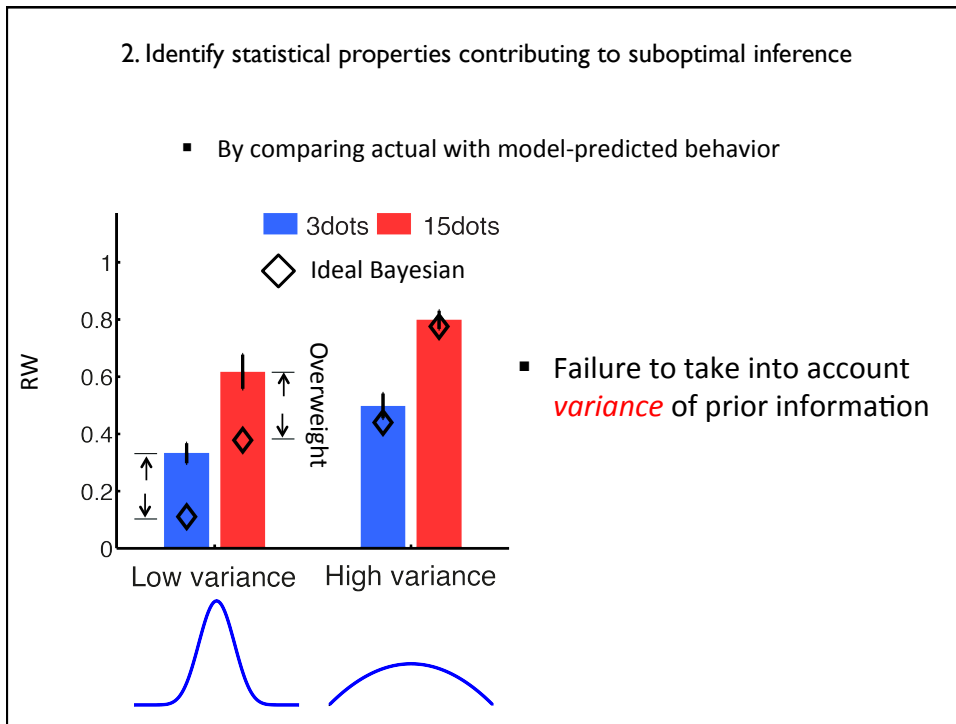 2. Identify statistical properties contributing to suboptimal inference
▪ By comparing actual with model-predicted behavior
3dots 15dots
Ideal Bayesian
1
0.8
0.6
0.4
0.2
0
RW
Overweight
Low variance High variance
▪ Failure to take into account
variance of prior information